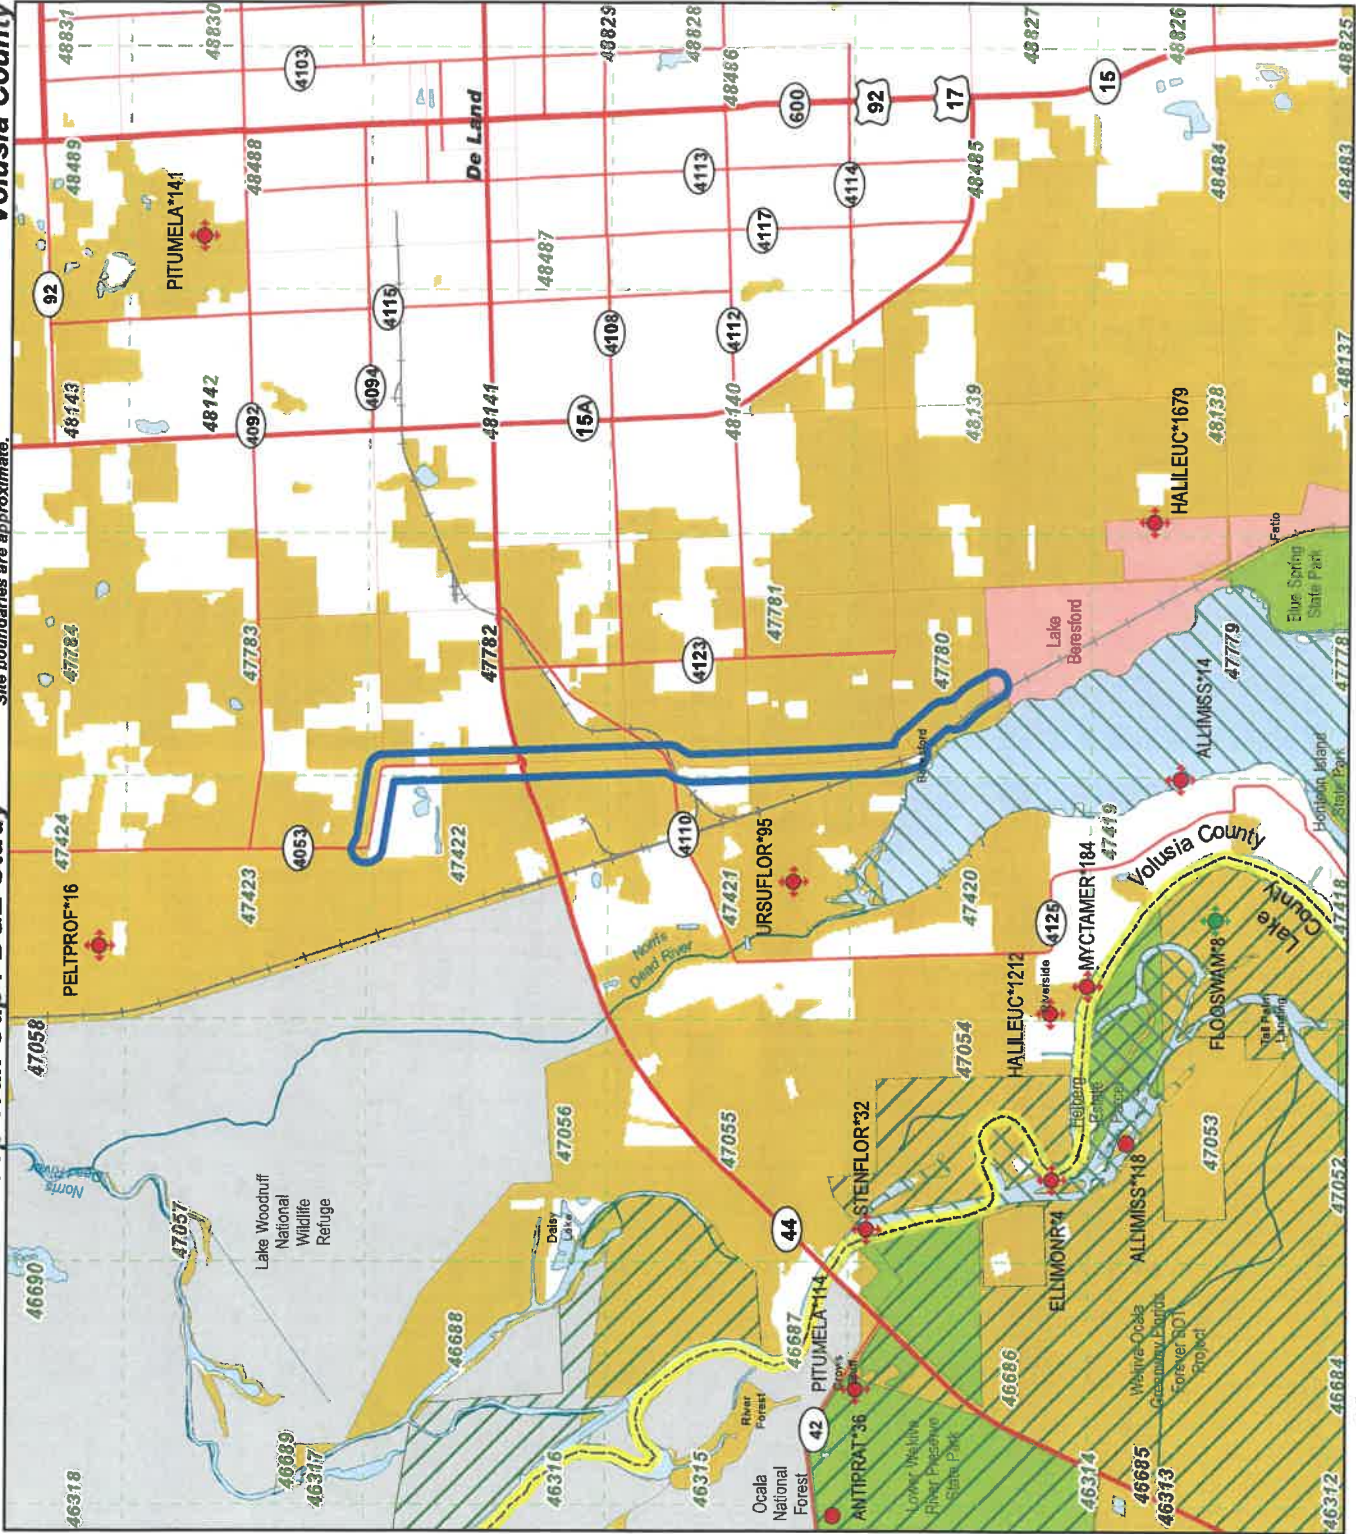 Volusia County
Site boundaries are approximate.
48831
48830
48829
48828
48827
48826
48825
4103
48486
600
92
17
15
48489
48488
De Land
4113
4114
48485
48484
48483
PITUMELA*141
92
4117
48487
4115
4108
4112
48143
48142
4092
4094
48141
15A
48140
48139
48138
48137
HALILEUC*1679
Fatio
Blue Spring
State Park
47784
47783
47782
4123
47781
47780
Lake
Beresford
47779
47778
ALLIMISS*14
Beresford
Hontoon Island
State Park
47424
4053
47423
47422
4110
47421
URSUFLOR*95
47420
47419
47418
Volusia County
Lake
County
4125
MYCTAMER*184
PELTPROF*16
Norris
Dead River
HALILEUC*1212
FLOOSWAM*8
47058
47054
47056
47055
STENFLOR*32
47053
47052
Norris
Dead River
47057
Lake Woodruff
National
Wildlife
Refuge
Daisy
Lake
44
ELLIMONR*4
ALLIMISS*118
46690
46688
46687
PITUMELA*114
46686
Wekiva-Ocala
Greenway Florida
Forever BOT
Project
46684
46689
46317
River
Forest
42
ANTIPRAT*36
Lower Wekiva
River Preserve
State Park
46318
46316
46315
Ocala
National
Forest
46314
46685
46313
46312